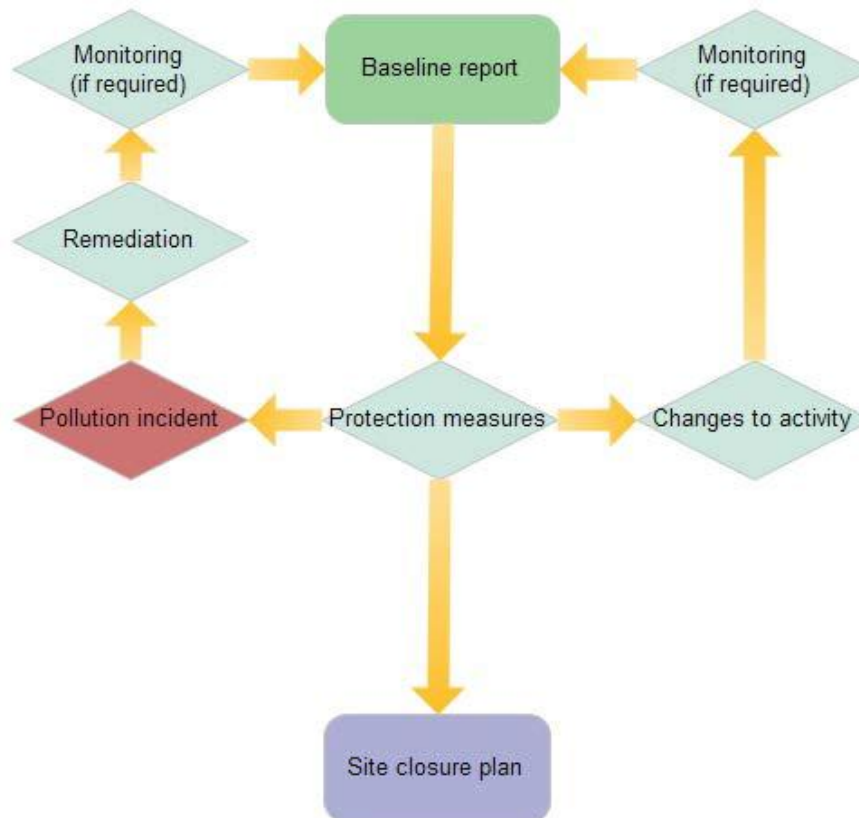 Monitoring
(if required)
Baseline report
Monitoring
(if required)
Remediation
Pollution incident
Protection measures
Changes to activity
Site closure plan